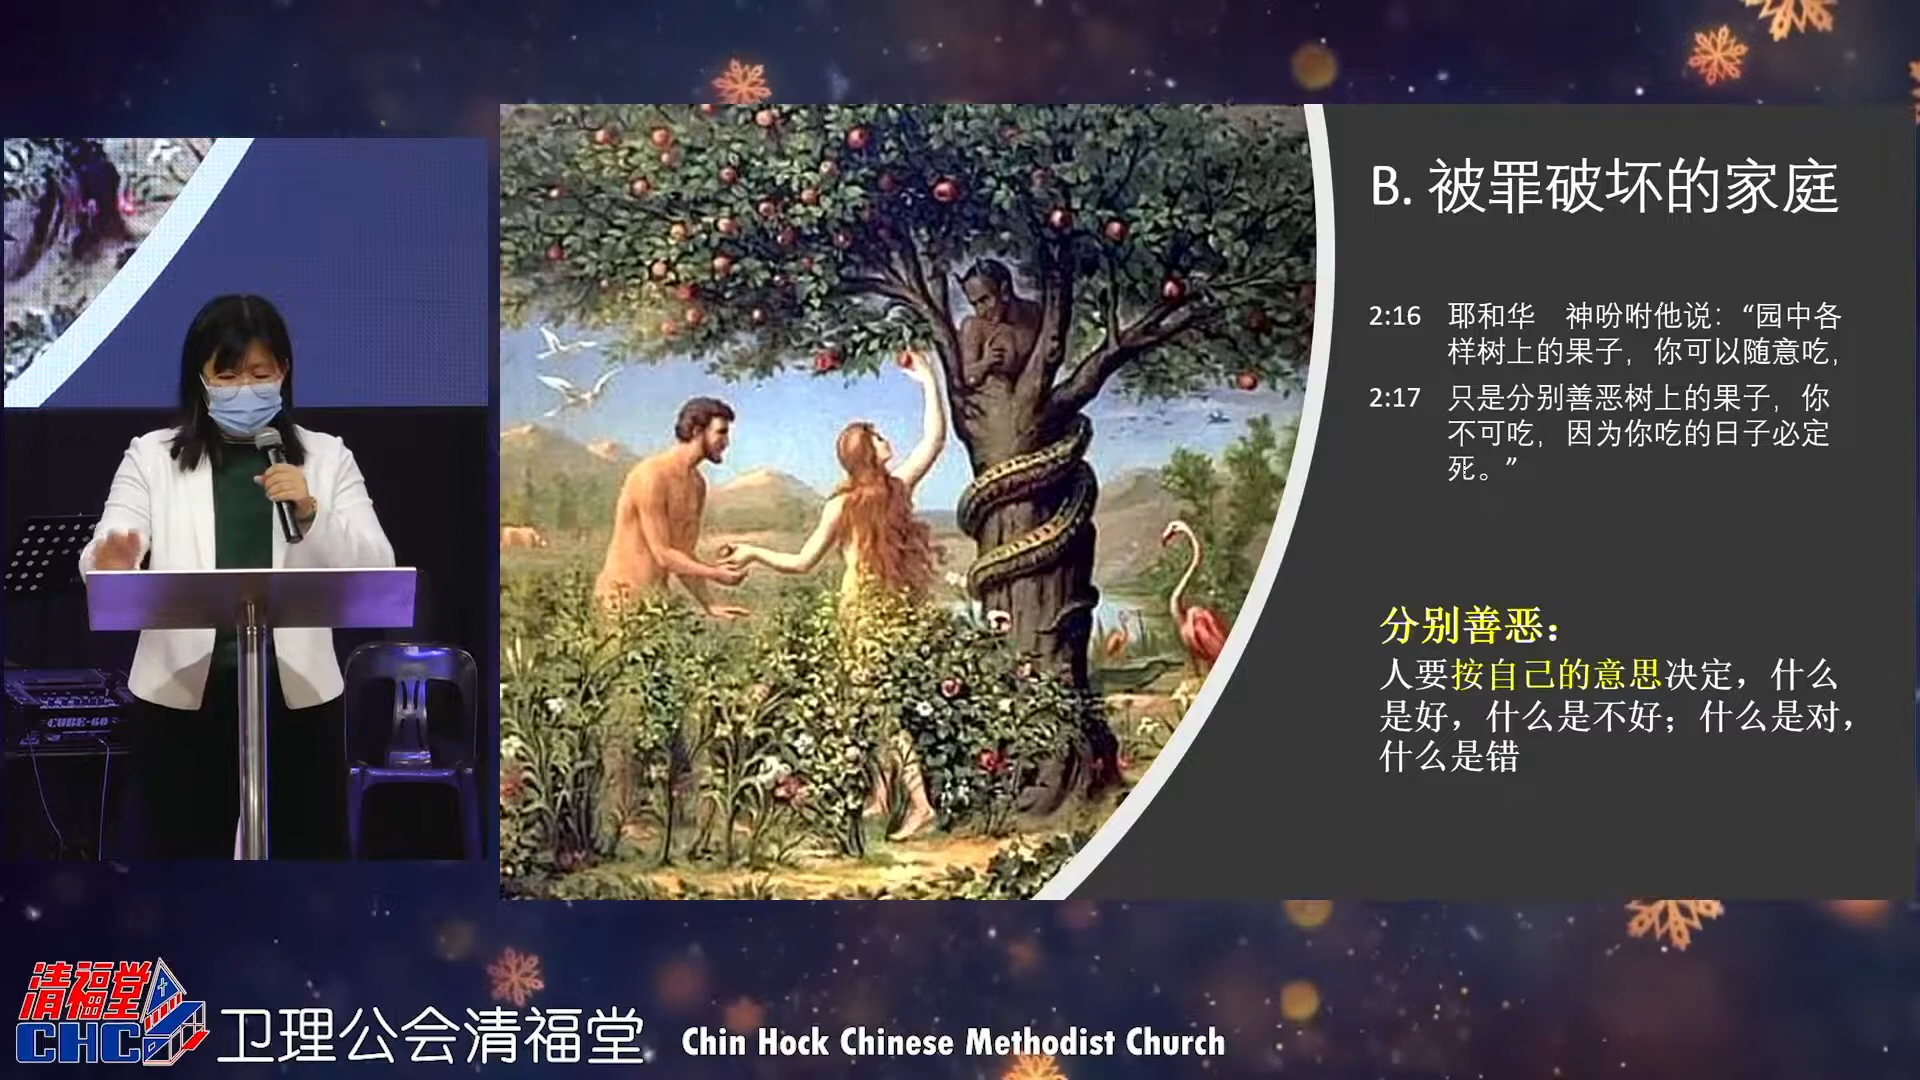 B. 被罪破坏的家庭
2:16 耶和华　神吩咐他说：“园中各
样树上的果子，你可以随意吃，
2:17 只是分别善恶树上的果子，你
不可吃，因为你吃的日子必定
死。”
分别善恶：
人要按自己的意思决定，什么
是好，什么是不好；什么是对，
什么是错
CUBE-60
清福堂
CHC
卫理公会清福堂 Chin Hock Chinese Methodist Church